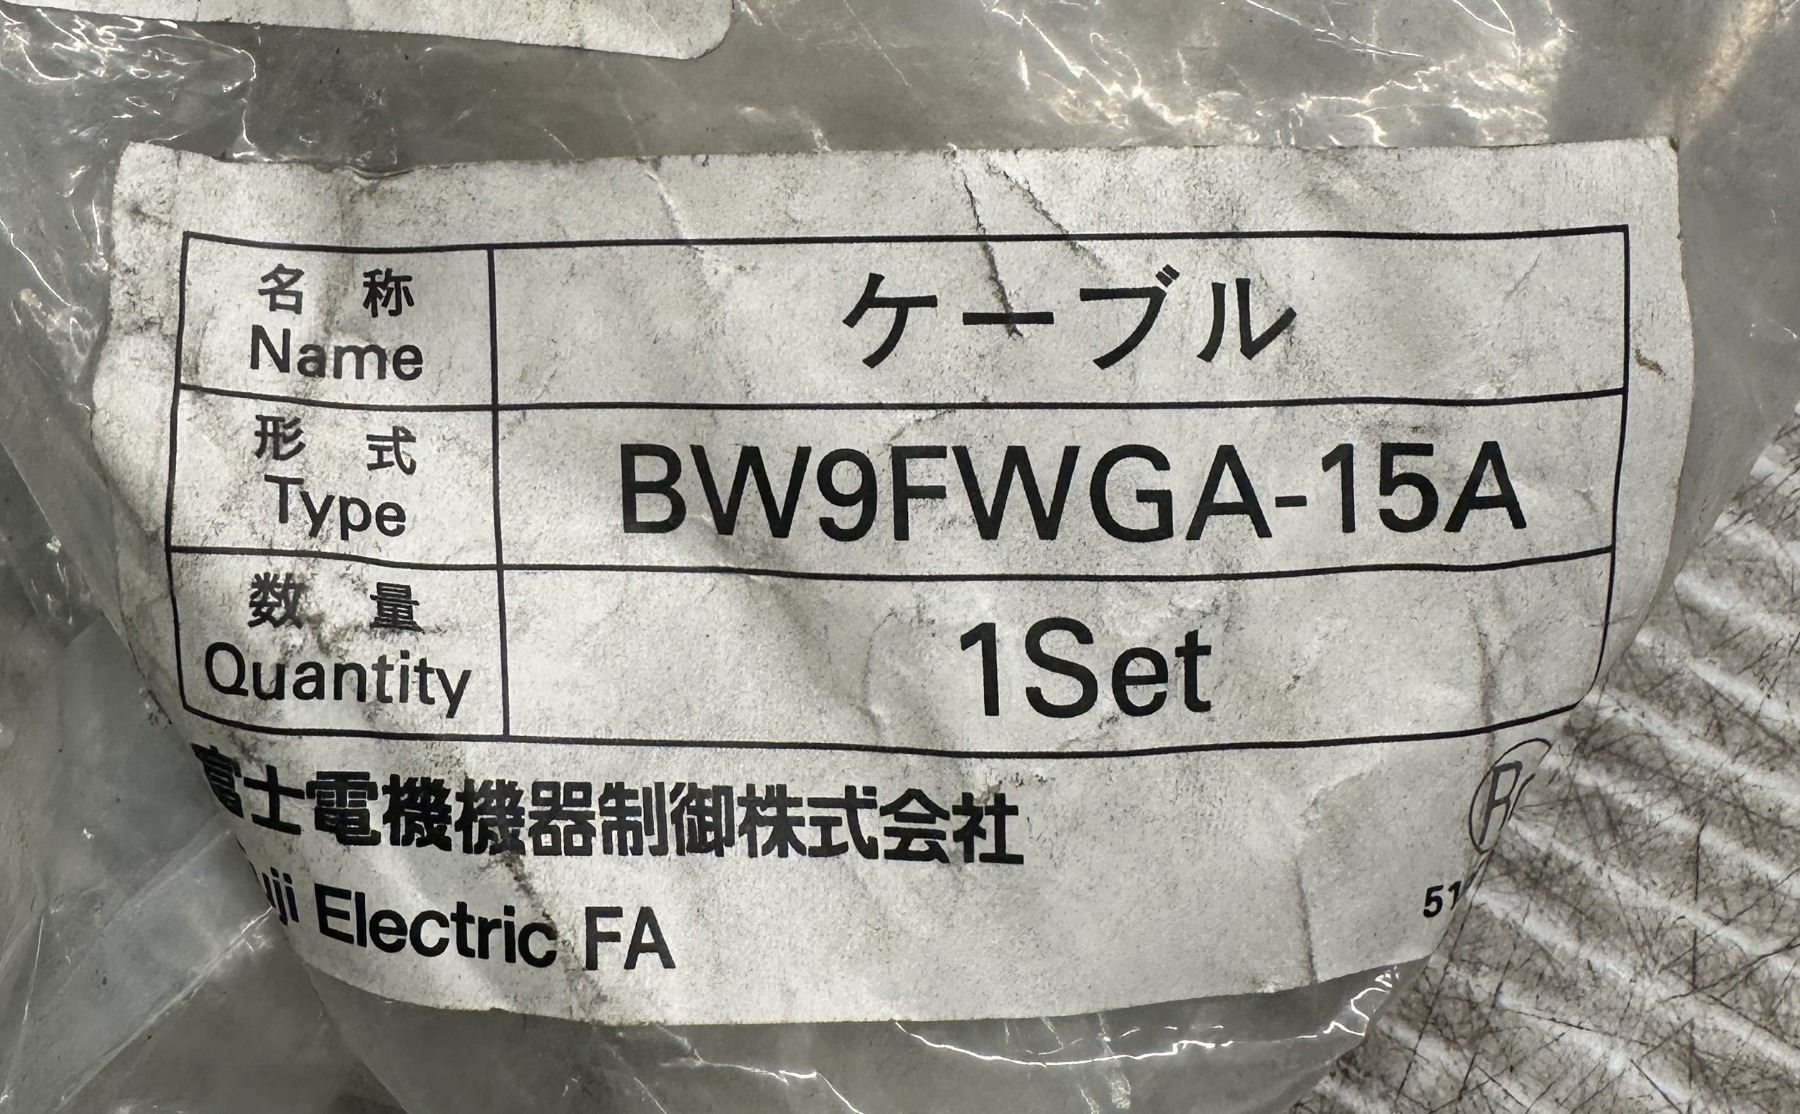 名 称
Name
ケーブル
形 式
Type
BW9FWGA-15A
数 量
Quantity
1Set
富士電機機器制御株式会社
Electric FA